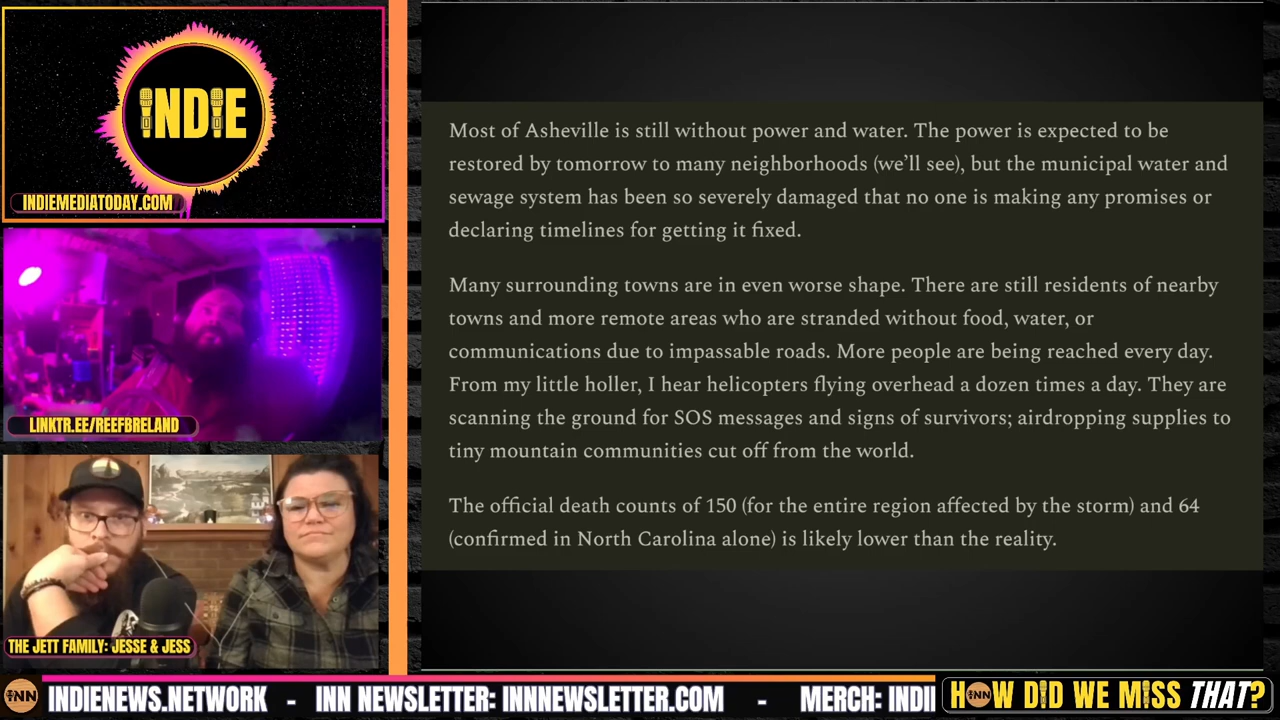 INDIE
INDIEMEDIATODAY.COM
LINKTR.EE/REEFBRELAND
THE JETT FAMILY: JESSE & JESS
Most of Asheville is still without power and water. The power is expected to be
restored by tomorrow to many neighborhoods (we’ll see), but the municipal water and
sewage system has been so severely damaged that no one is making any promises or
declaring timelines for getting it fixed.
Many surrounding towns are in even worse shape. There are still residents of nearby
towns and more remote areas who are stranded without food, water, or
communications due to impassable roads. More people are being reached every day.
From my little holler, I hear helicopters flying overhead a dozen times a day. They are
scanning the ground for SOS messages and signs of survivors; airdropping supplies to
tiny mountain communities cut off from the world.
The official death counts of 150 (for the entire region affected by the storm) and 64
(confirmed in North Carolina alone) is likely lower than the reality.
INN INDIENEWS.NETWORK - INN NEWSLETTER: INNNEWSLETTER.COM - MERCH: INDI
HOW DID WE MISS THAT?